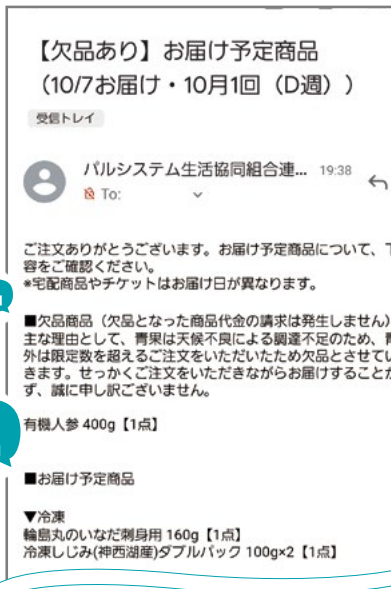 【欠品あり】お届け予定商品
（10/7お届け・10月1回（D週））
受信トレイ
パルシステム生活協同組合連... 19:38
To:
ご注文ありがとうございます。お届け予定商品について、下
容をご確認ください。
*宅配商品やチケットはお届け日が異なります。
■欠品商品（欠品となった商品代金の請求は発生しません）
主な理由として、青果は天候不良による調達不足のため、青
外は限定数を超えるご注文をいただいたため欠品とさせてい
きます。せっかくご注文をいただきながらお届けすることが
ず、誠に申し訳ございません。
有機人参 400g【1点】
■お届け予定商品
▼冷凍
輪島丸のいなだ刺身用 160g【1点】
冷凍しじみ(神西湖産)ダブルパック 100g×2【1点】